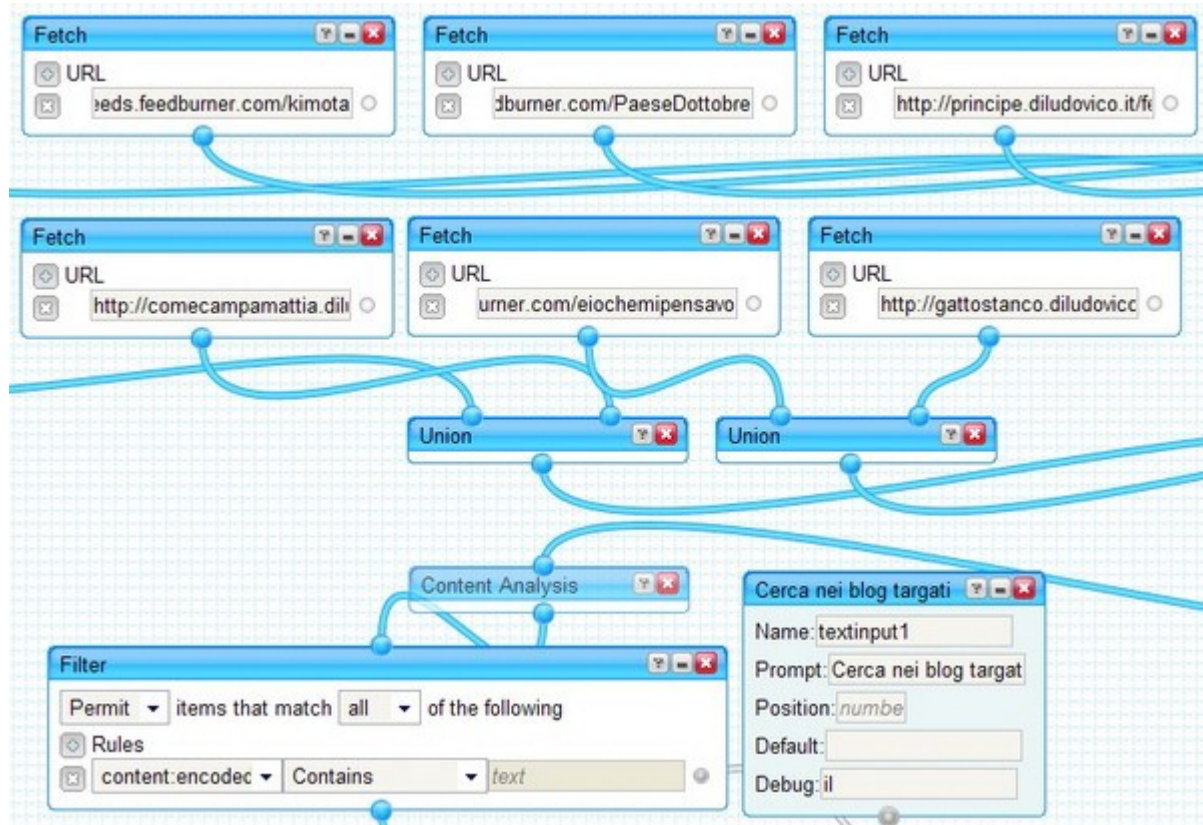 Fetch
URL
eeds.feedburner.com/kimota
Fetch
URL
dburner.com/PaeseDottobre
Fetch
URL
http://principe.diludovico.it/fe
Fetch
URL
http://comecampamattia.dilu
Fetch
URL
urner.com/eiochemipensavo
Fetch
URL
http://gattostanco.diludovico
Union
Union
Content Analysis
Filter
Permit items that match all of the following
Rules
content:encodec Contains text
Cerca nei blog targati
Name: textinput1
Prompt: Cerca nei blog targat
Position: numbe
Default:
Debug: il